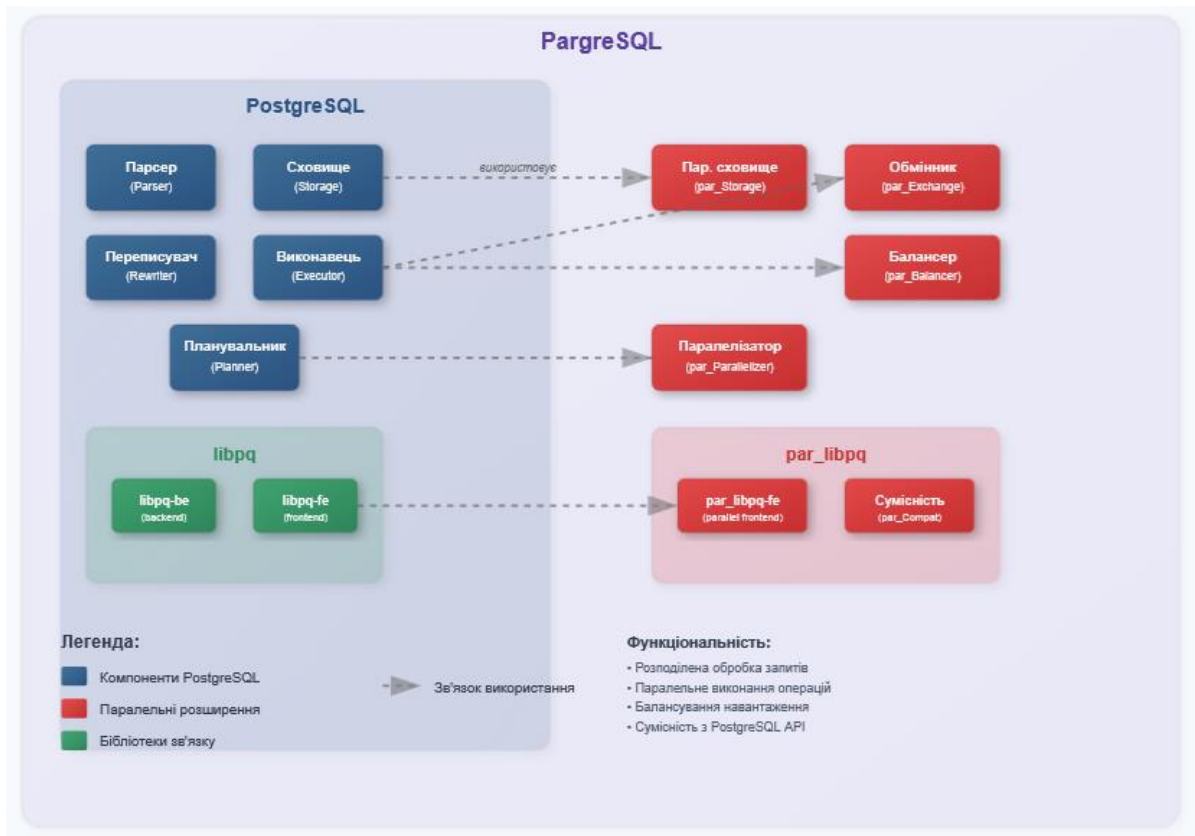 PargreSQL
PostgreSQL
Парсер
(Parser)
Сховище
(Storage)
використовує
Пар. сховище
(par_Storage)
Обмінник
(par_Exchange)
Переписувач
(Rewriter)
Виконавець
(Executor)
Балансер
(par_Balancer)
Планувальник
(Planner)
Паралелізатор
(par_Parallelizer)
libpq
libpq-be
(backend)
libpq-fe
(frontend)
par_libpq
par_libpq-fe
(parallel frontend)
Сумісність
(par_Compat)
Легенда:
Компоненти PostgreSQL
Паралельні розширення
Бібліотеки зв'язку
Зв'язок використання
Функціональність:
• Розподілена обробка запитів
• Паралельне виконання операцій
• Балансування навантаження
• Сумісність з PostgreSQL API